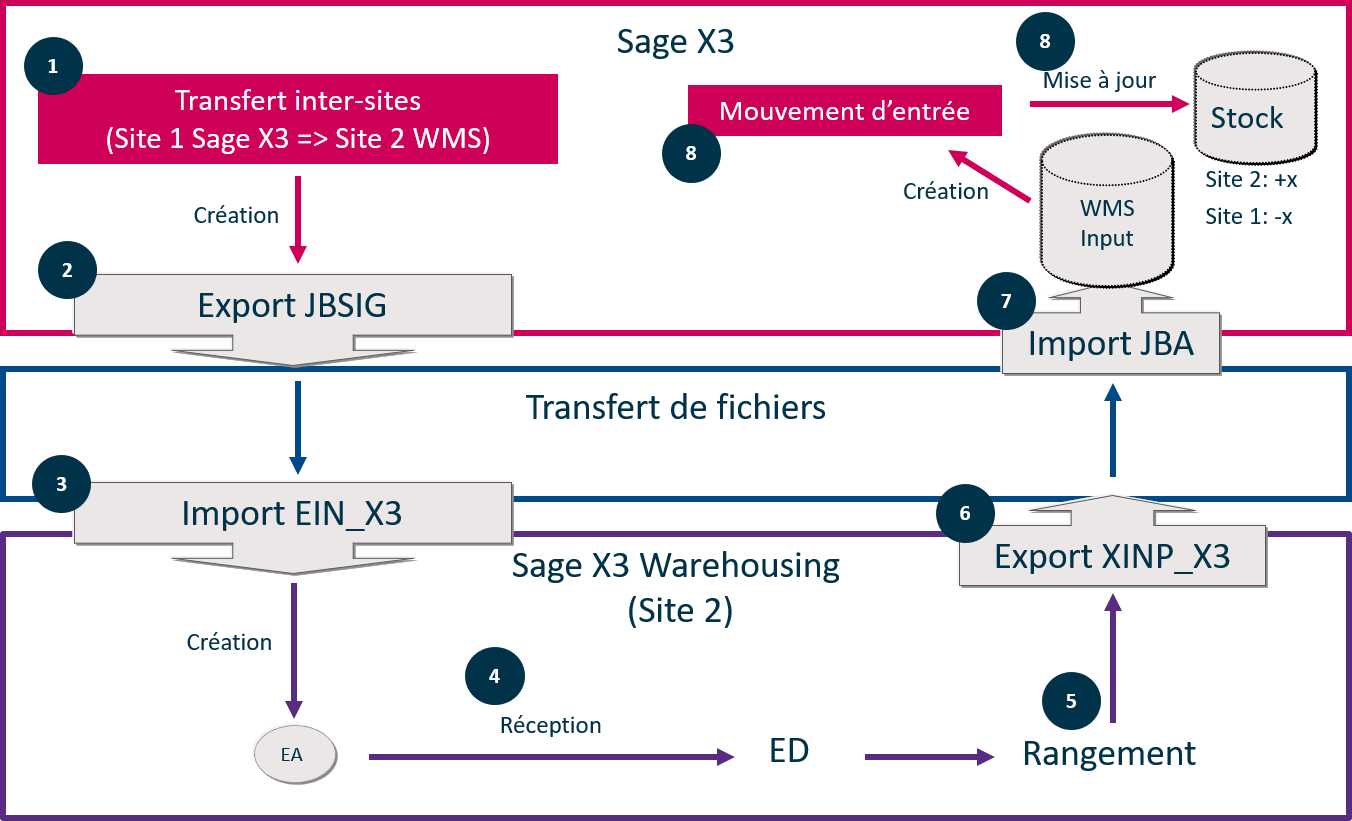 Sage X3
1
Transfert inter-sites
(Site 1 Sage X3 => Site 2 WMS)
Création
2
Export JBSIG
8
Mise à jour
Mouvement d’entrée
8
Stock
Site 2: +x
Site 1: -x
Création
WMS
Input
7
Import JBA
Transfert de fichiers
3
Import EIN_X3
6
Export XINP_X3
Sage X3 Warehousing
(Site 2)
Création
EA
4
Réception
ED
5
Rangement